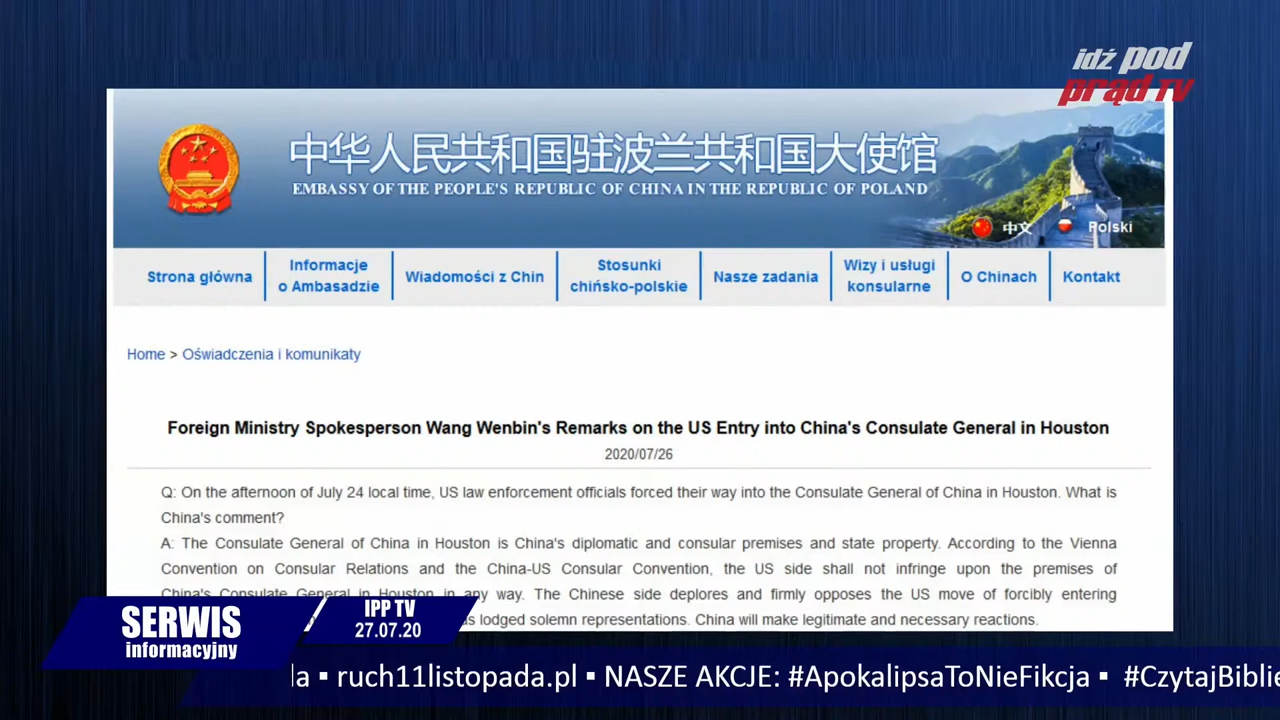 idź pod
prąd TV
中华人民共和国驻波兰共和国大使馆
EMBASSY OF THE PEOPLE'S REPUBLIC OF CHINA IN THE REPUBLIC OF POLAND
中文 Polski
Strona główna
Informacje
o Ambasadzie
Wiadomości z Chin
Stosunki
chińsko-polskie
Nasze zadania
Wizy i usługi
konsularne
O Chinach
Kontakt
Home > Oświadczenia i komunikaty
Foreign Ministry Spokesperson Wang Wenbin's Remarks on the US Entry into China's Consulate General in Houston
2020/07/26
Q: On the afternoon of July 24 local time, US law enforcement officials forced their way into the Consulate General of China in Houston. What is
China's comment?
A: The Consulate General of China in Houston is China's diplomatic and consular premises and state property. According to the Vienna
Convention on Consular Relations and the China-US Consular Convention, the US side shall not infringe upon the premises of
China's Consulate General in Houston in any way. The Chinese side deplores and firmly opposes the US move of forcibly entering
lodged solemn representations. China will make legitimate and necessary reactions.
SERWIS
informacyjny
IPP TV
27.07.20
la ▪ ruch11listopada.pl ▪ NASZE AKCJE: #ApokalipsaToNieFikcja ▪ #CzytajBiblie